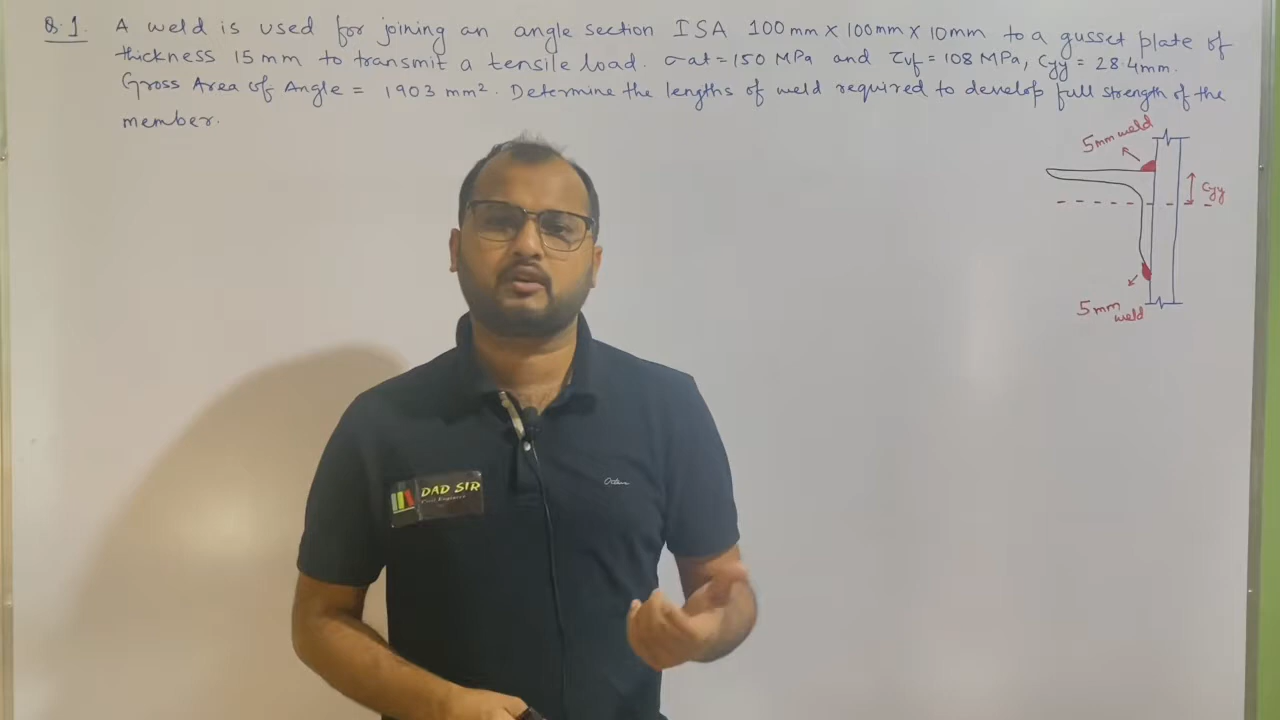 Q.1. A weld is used for joining an angle section ISA 100mm X 100mm X 10mm to a gusset plate of
thickness 15mm to transmit a tensile load. σat = 150 MPa and τvf = 108 MPa, Cyy = 28.4mm.
Gross Area of Angle = 1903 mm². Determine the lengths of weld required to develop full strength of the
member.
5mm weld
Cyy
5mm
weld
DAD SIR
Civil Engineer